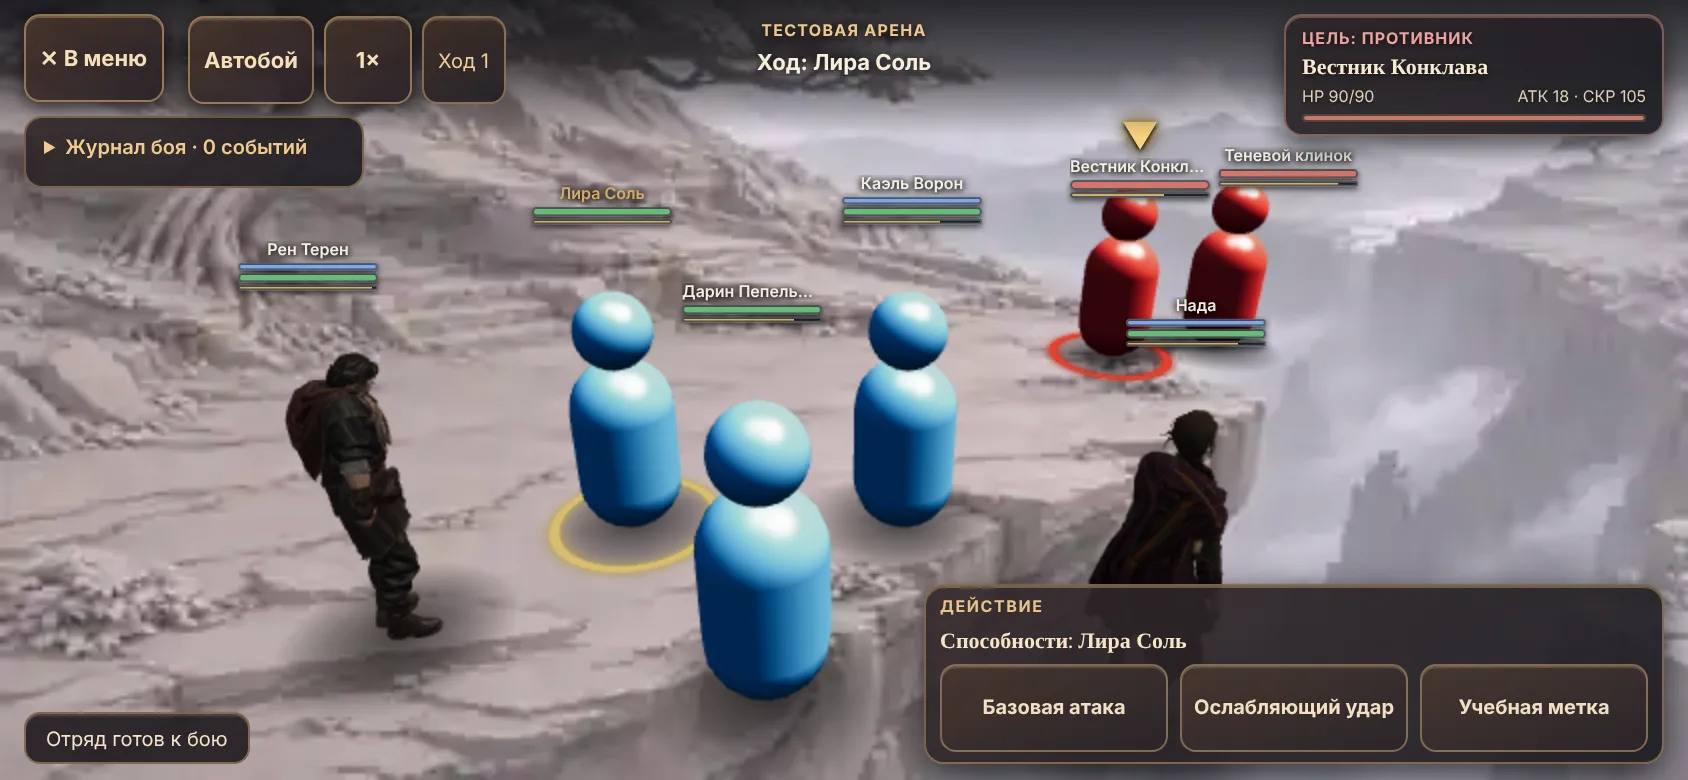 ✕ В меню
Автобой
1×
Ход 1
ТЕСТОВАЯ АРЕНА
Ход: Лира Соль
ЦЕЛЬ: ПРОТИВНИК
Вестник Конклава
HP 90/90
АТК 18 · СКР 105
▶ Журнал боя · 0 событий
Вестник Конкл...
Теневой клинок
Лира Соль
Каэль Ворон
Рен Терен
Дарин Пепель...
Нада
ДЕЙСТВИЕ
Способности: Лира Соль
Базовая атака
Ослабляющий удар
Учебная метка
Отряд готов к бою